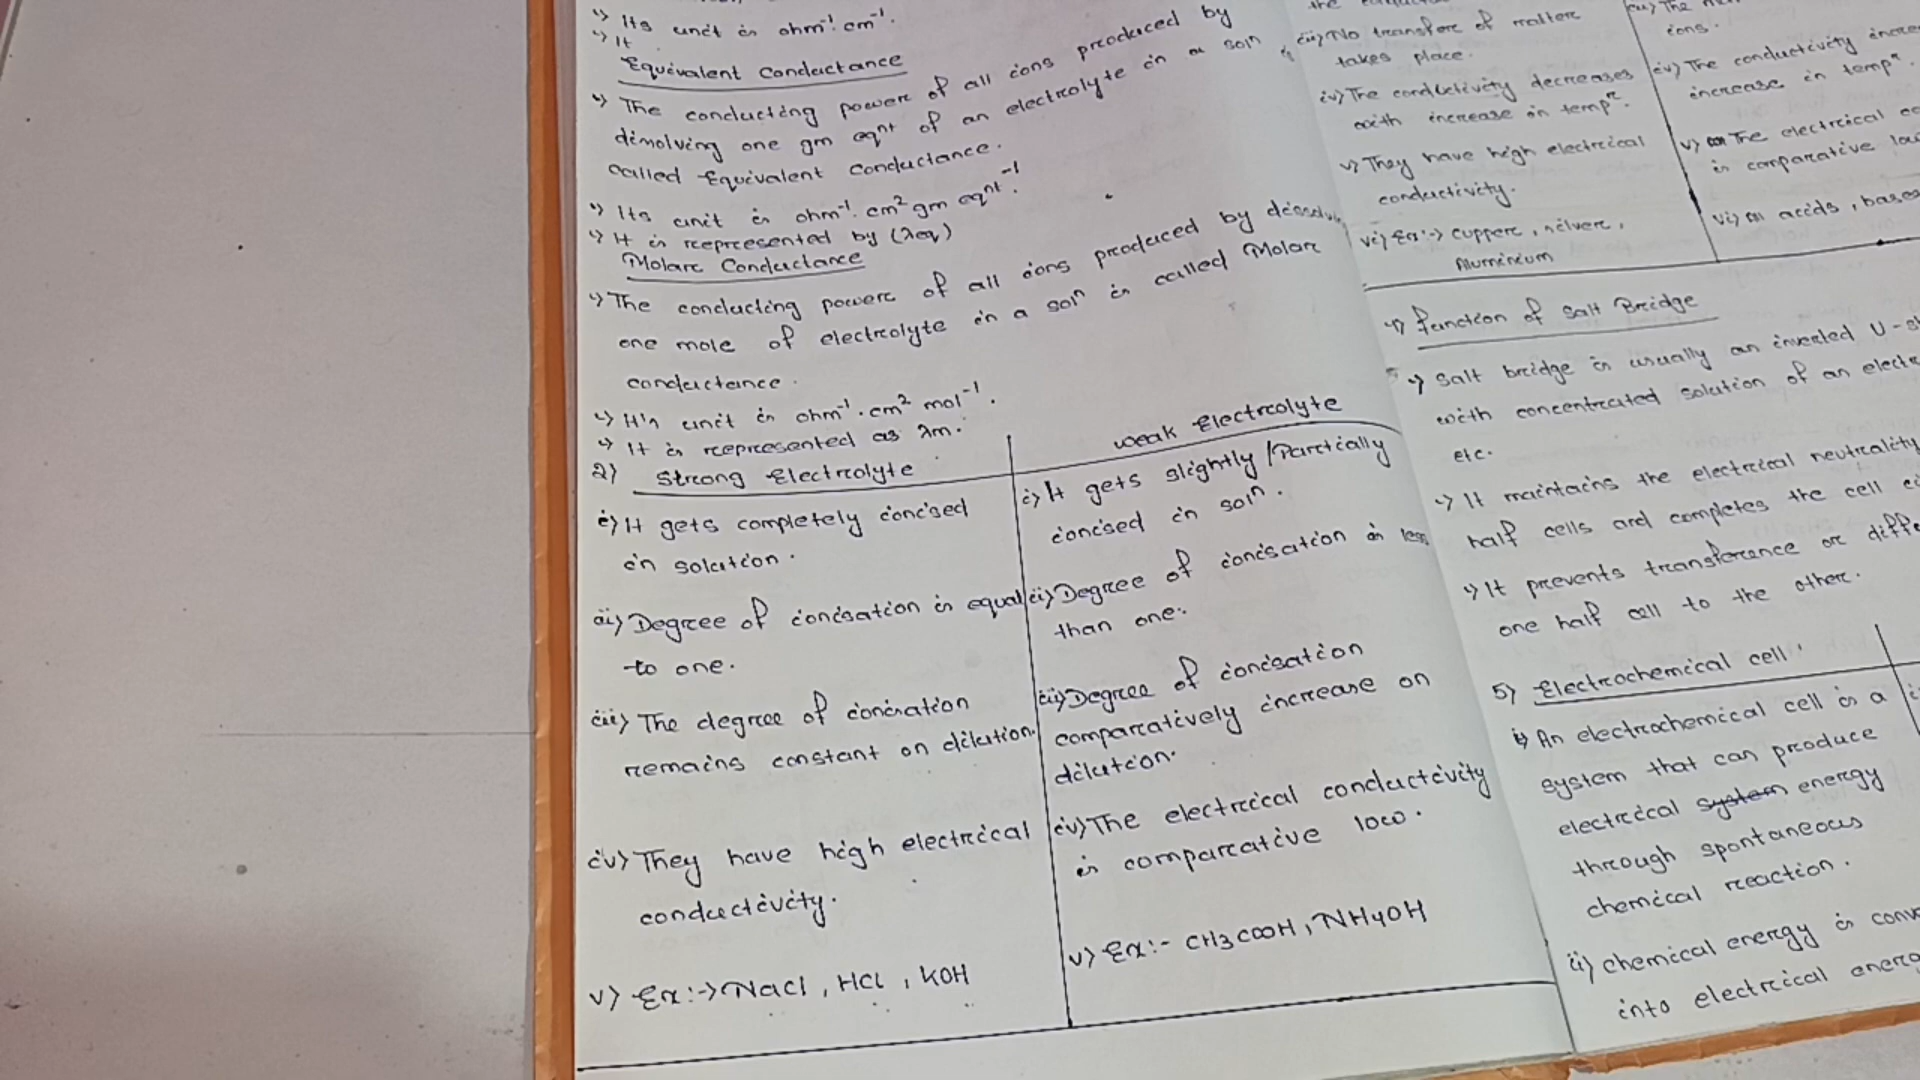 Its unit is ohm-1 cm-1.
It
Equivalent Conductance
The conducting power of all ions produced by
dissolving one gm eqnt of an electrolyte in a soln is
called Equivalent Conductance.
Its unit is ohm-1. cm2 gm eqnt-1.
It is represented by (λeq)
Molar Conductance
The conducting power of all ions produced by
one mole of electrolyte in a soln is called Molar
conductance.
It's unit is ohm-1. cm2 mol-1.
It is represented as λm.
2) Strong Electrolyte
i) It gets completely ionised
in solution.
ii) Degree of ionisation is equal
to one.
iii) The degree of ionisation
remains constant on dilution.
iv) They have high electrical
conductivity.
v) Ex:-> NaCl, HCl, KOH
Weak Electrolyte
i) It gets slightly/Partially
ionised in soln.
ii) Degree of ionisation is less
than one.
iii) Degree of ionisation
comparatively increase on
dilution.
iv) The electrical conductivity
is comparative low.
v) Ex:- CH3COOH, NH4OH
the
iii) No transfer of matter
takes place.
iv) The conductivity decreases
with increase in tempr.
v) They have high electrical
conductivity.
vi) Ex:-> cupper, silver,
Aluminium
The
ions.
iv) The conductivity
increase in tempr.
v) The electrical
is comparative
vi) acids,
4) Function of Salt Bridge
Salt bridge is usually an inverted U-
with concentrated solution of an
etc.
It maintains the electrical neutrality
half cells and completes the cell
It prevents transference or
one half cell to the other.
5) Electrochemical cell
i) An electrochemical cell is a
system that can produce
electrical system energy
through spontaneous
chemical reaction.
ii) chemical energy is
into electrical